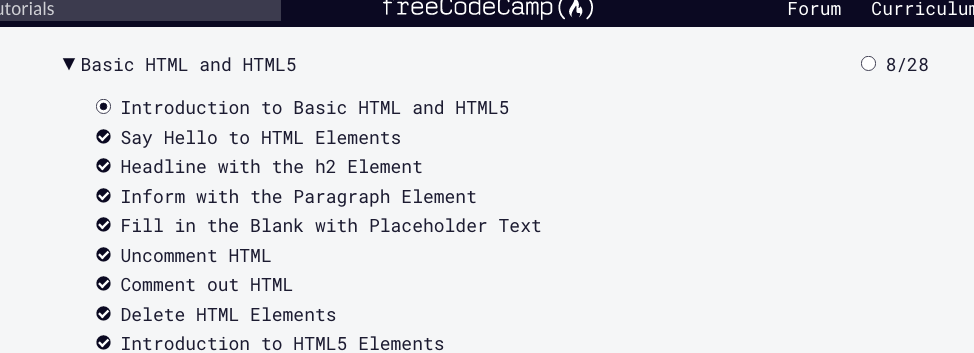 utorials
freeCodeCamp(🔥)
Forum
Curriculum
Basic HTML and HTML5
8/28
Introduction to Basic HTML and HTML5
Say Hello to HTML Elements
Headline with the h2 Element
Inform with the Paragraph Element
Fill in the Blank with Placeholder Text
Uncomment HTML
Comment out HTML
Delete HTML Elements
Introduction to HTML5 Elements